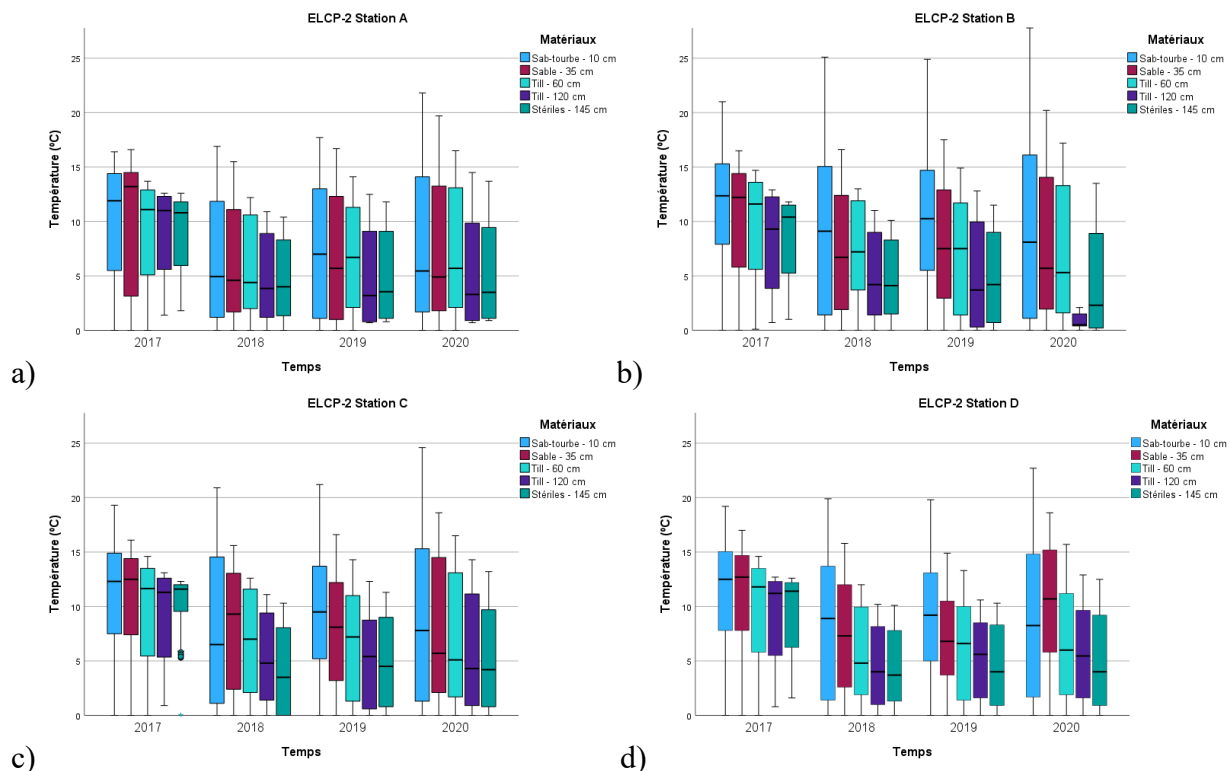 ELCP-2 Station A
Matériaux
Sab-tourbe - 10 cm
Sable - 35 cm
Till - 60 cm
Till - 120 cm
Stériles - 145 cm
Température (ºC)
25
20
15
10
5
0
2017 2018 2019 2020
Temps
a)
ELCP-2 Station B
Matériaux
Sab-tourbe - 10 cm
Sable - 35 cm
Till - 60 cm
Till - 120 cm
Stériles - 145 cm
Température (ºC)
25
20
15
10
5
0
2017 2018 2019 2020
Temps
b)
ELCP-2 Station C
Matériaux
Sab-tourbe - 10 cm
Sable - 35 cm
Till - 60 cm
Till - 120 cm
Stériles - 145 cm
Température (ºC)
25
20
15
10
5
0
2017 2018 2019 2020
Temps
c)
ELCP-2 Station D
Matériaux
Sab-tourbe - 10 cm
Sable - 35 cm
Till - 60 cm
Till - 120 cm
Stériles - 145 cm
Température (ºC)
25
20
15
10
5
0
2017 2018 2019 2020
Temps
d)